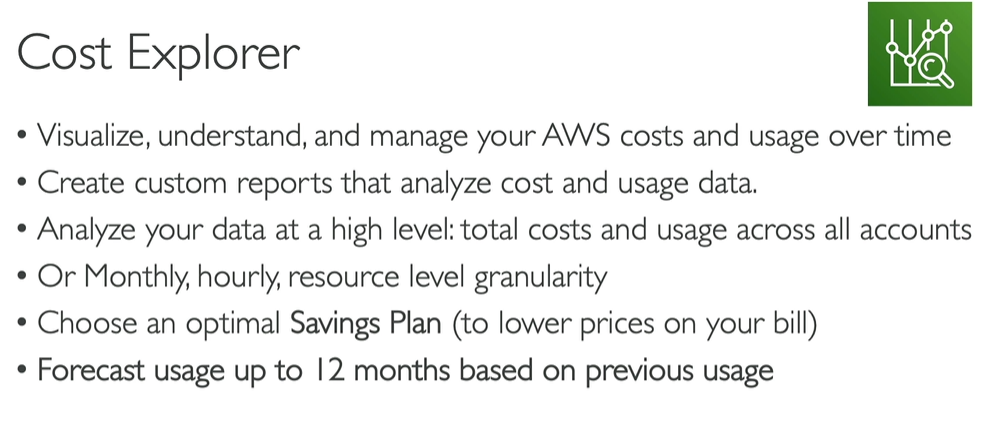 Cost Explorer
• Visualize, understand, and manage your AWS costs and usage over time
• Create custom reports that analyze cost and usage data.
• Analyze your data at a high level: total costs and usage across all accounts
• Or Monthly, hourly, resource level granularity
• Choose an optimal Savings Plan (to lower prices on your bill)
• Forecast usage up to 12 months based on previous usage